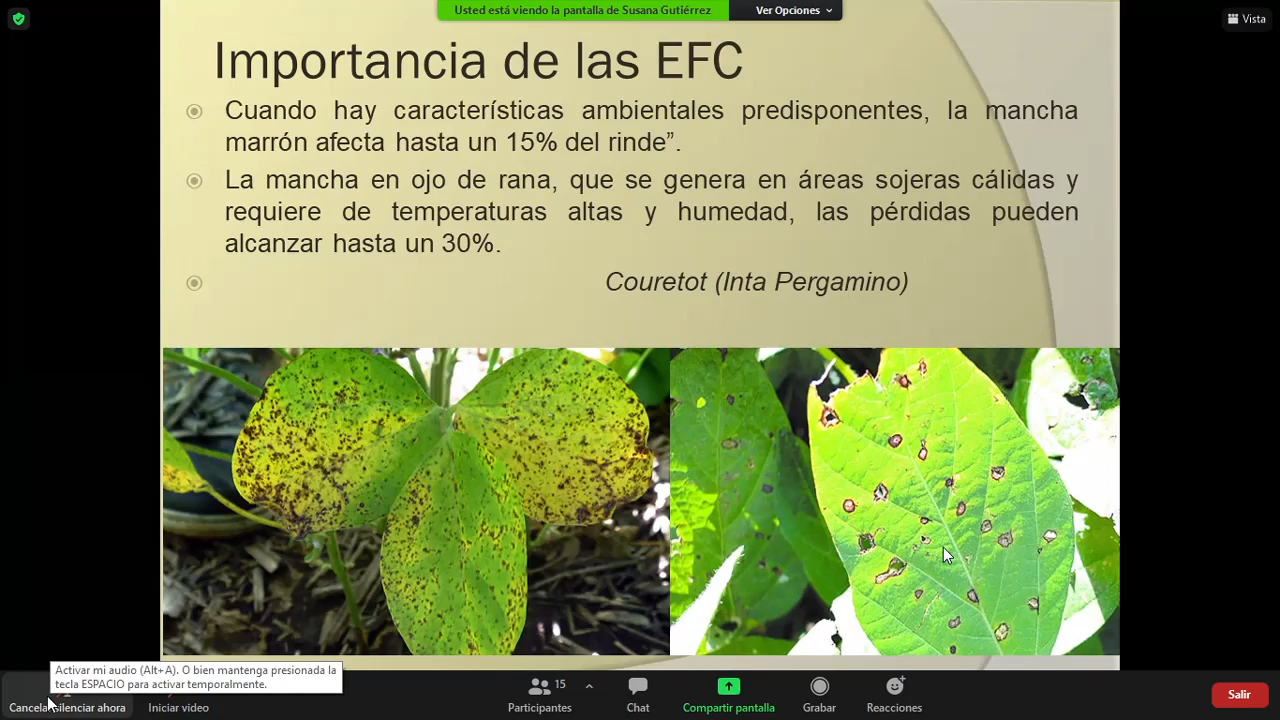 Usted está viendo la pantalla de Susana Gutiérrez
Ver Opciones
Vista
Importancia de las EFC
Cuando hay características ambientales predisponentes, la mancha
marrón afecta hasta un 15% del rinde”.
La mancha en ojo de rana, que se genera en áreas sojeras cálidas y
requiere de temperaturas altas y humedad, las pérdidas pueden
alcanzar hasta un 30%.
Couretot (Inta Pergamino)
Activar mi audio (Alt+A). O bien mantenga presionada la
tecla ESPACIO para activar temporalmente.
silenciar ahora
Iniciar video
15
Participantes
Chat
Compartir pantalla
Grabar
Reacciones
Salir